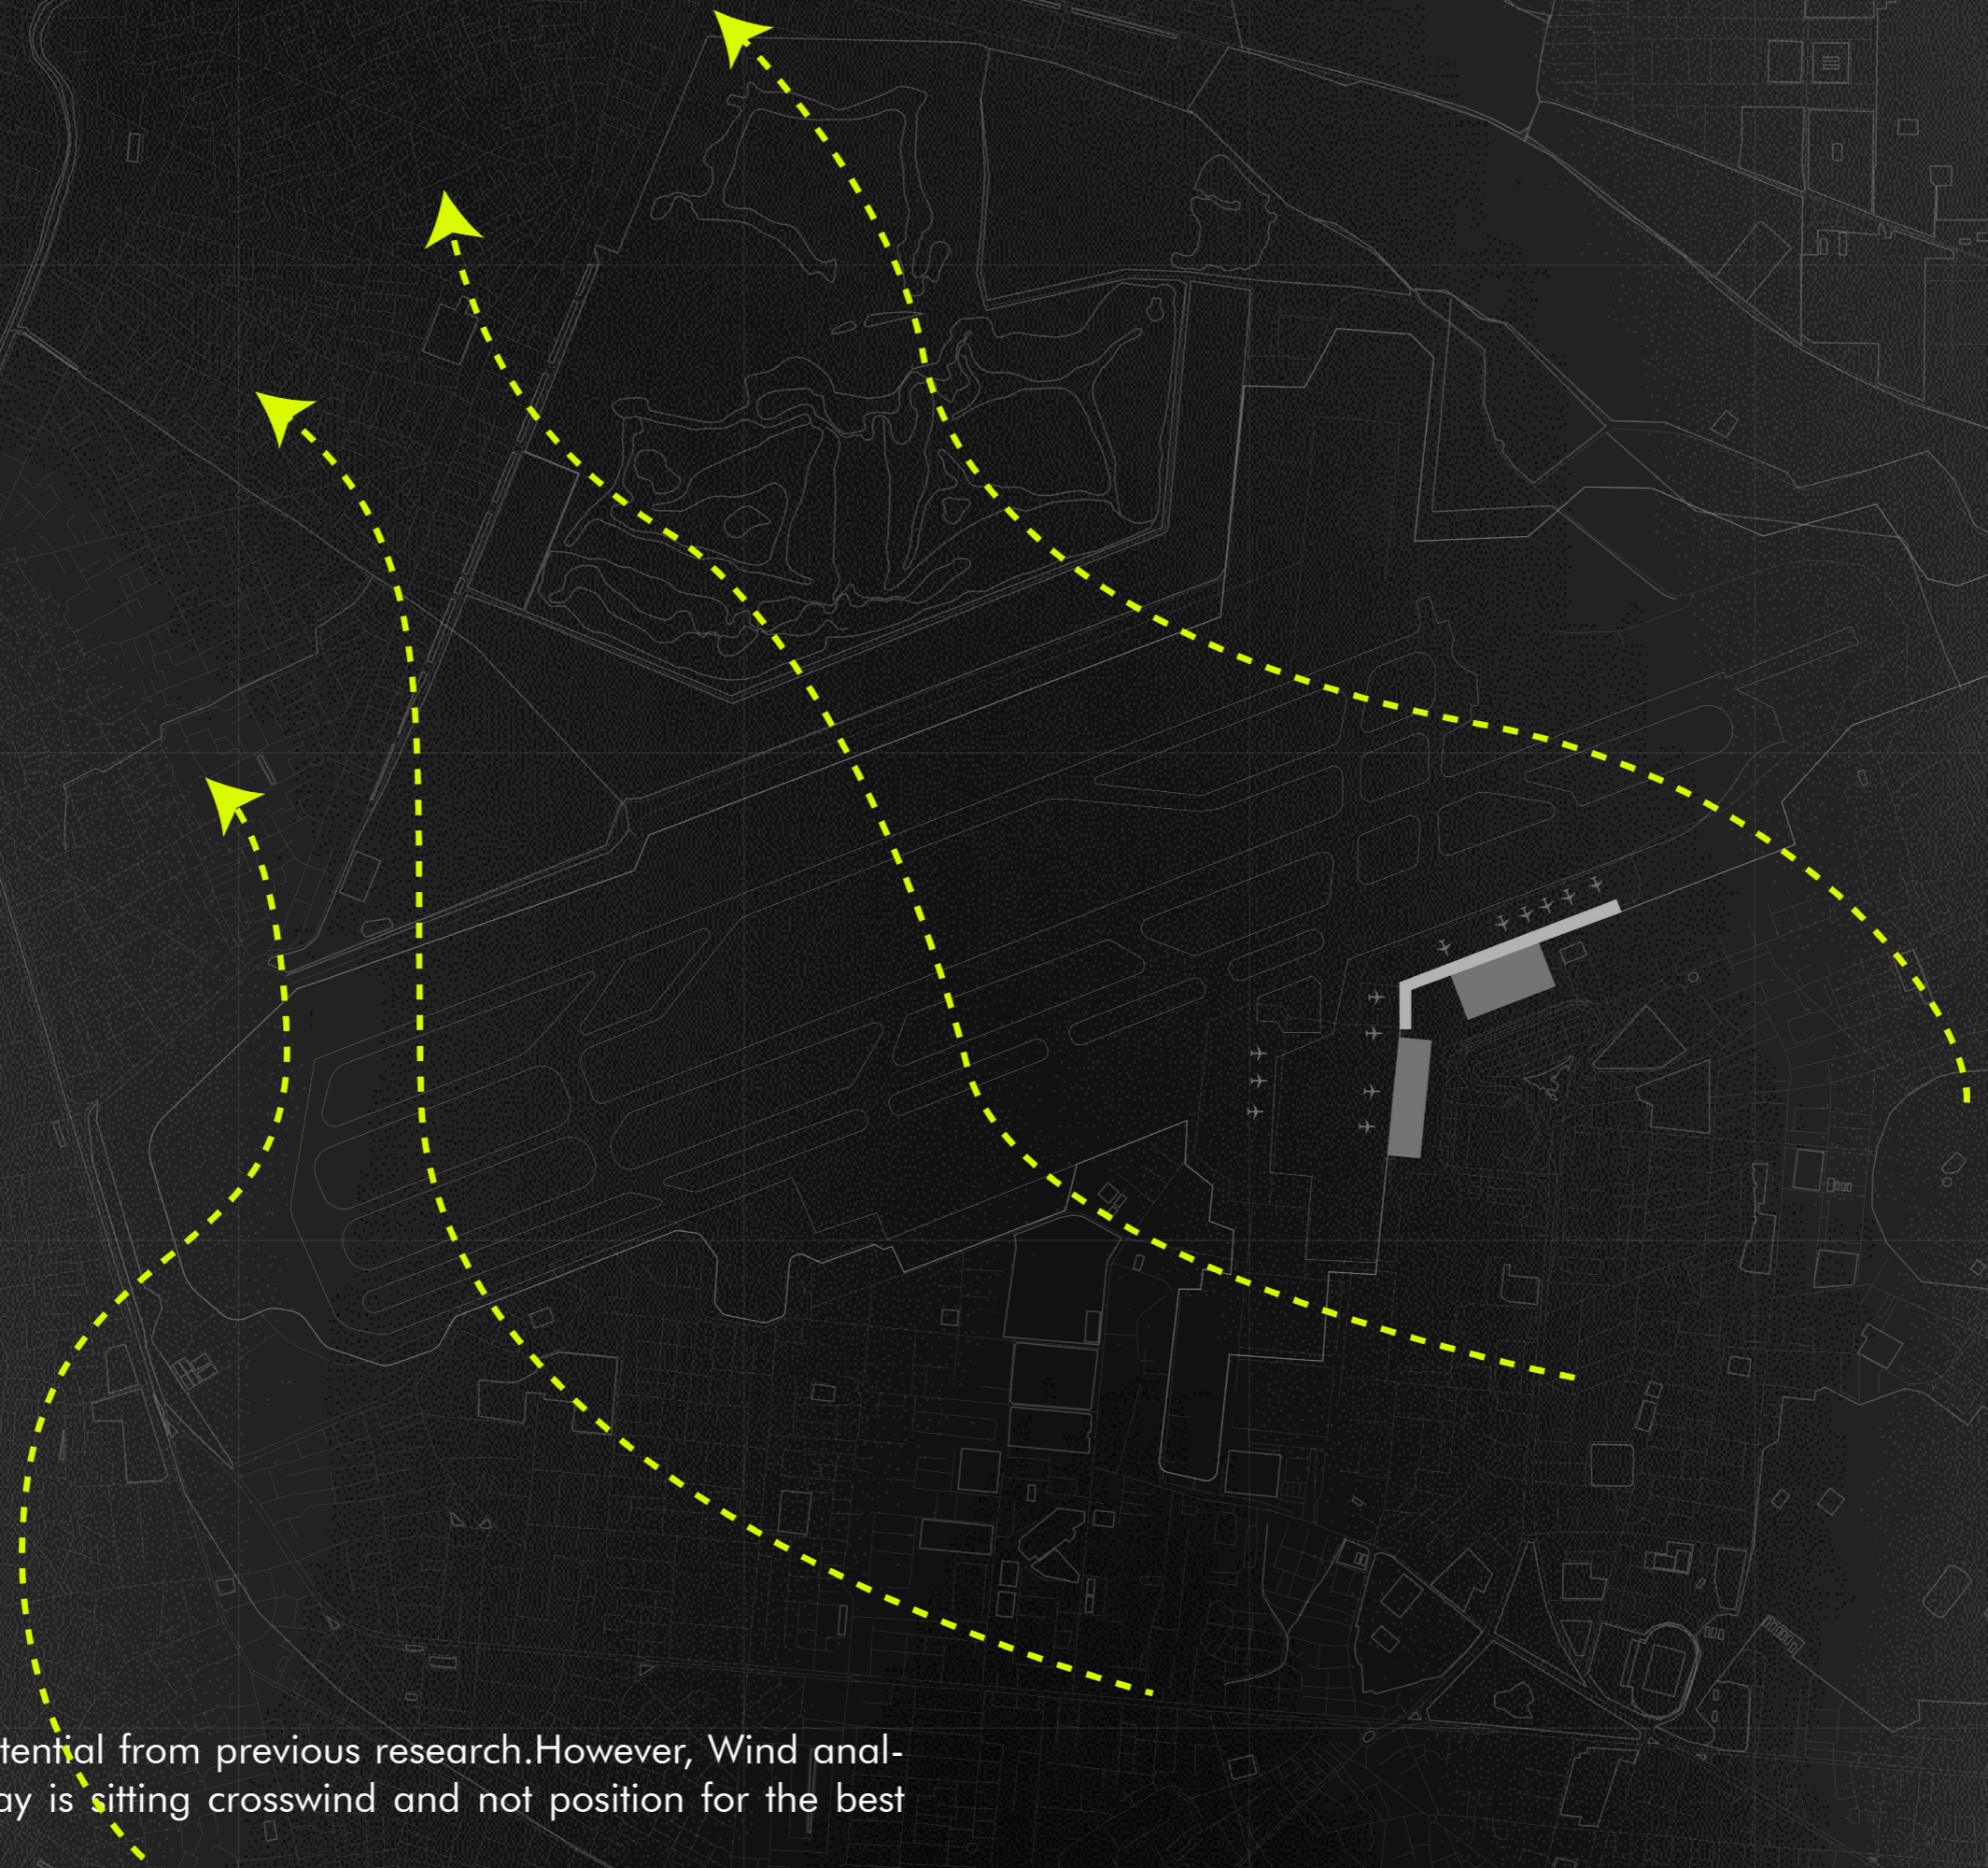 tential from previous research.However, Wind anal-
ay is sitting crosswind and not position for the best